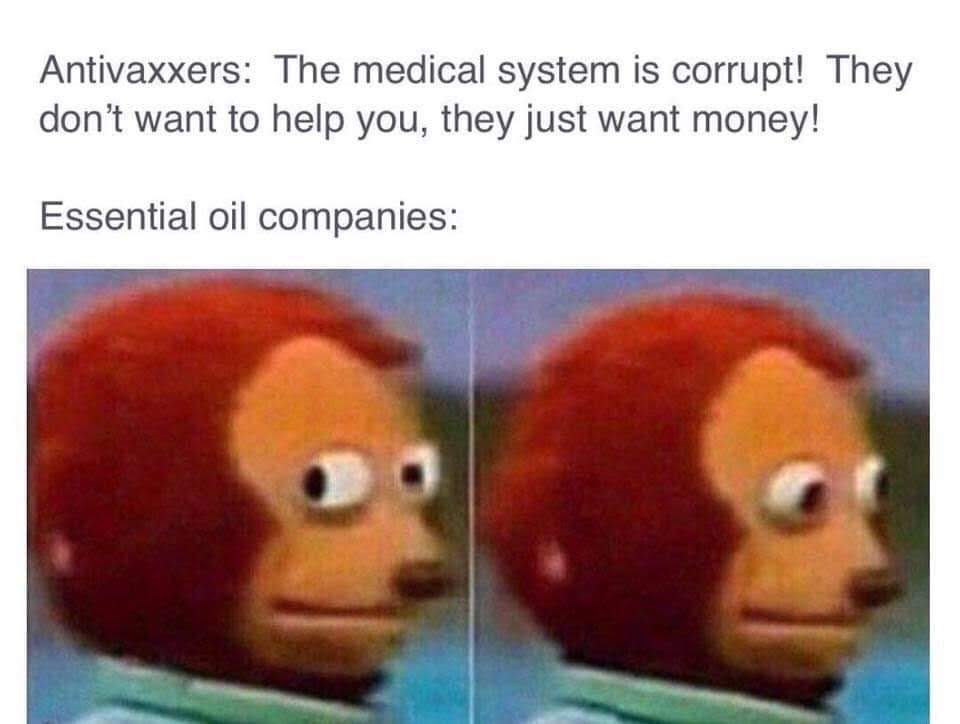 Antivaxxers:  The medical system is corrupt!  They
don’t want to help you, they just want money!
Essential oil companies: